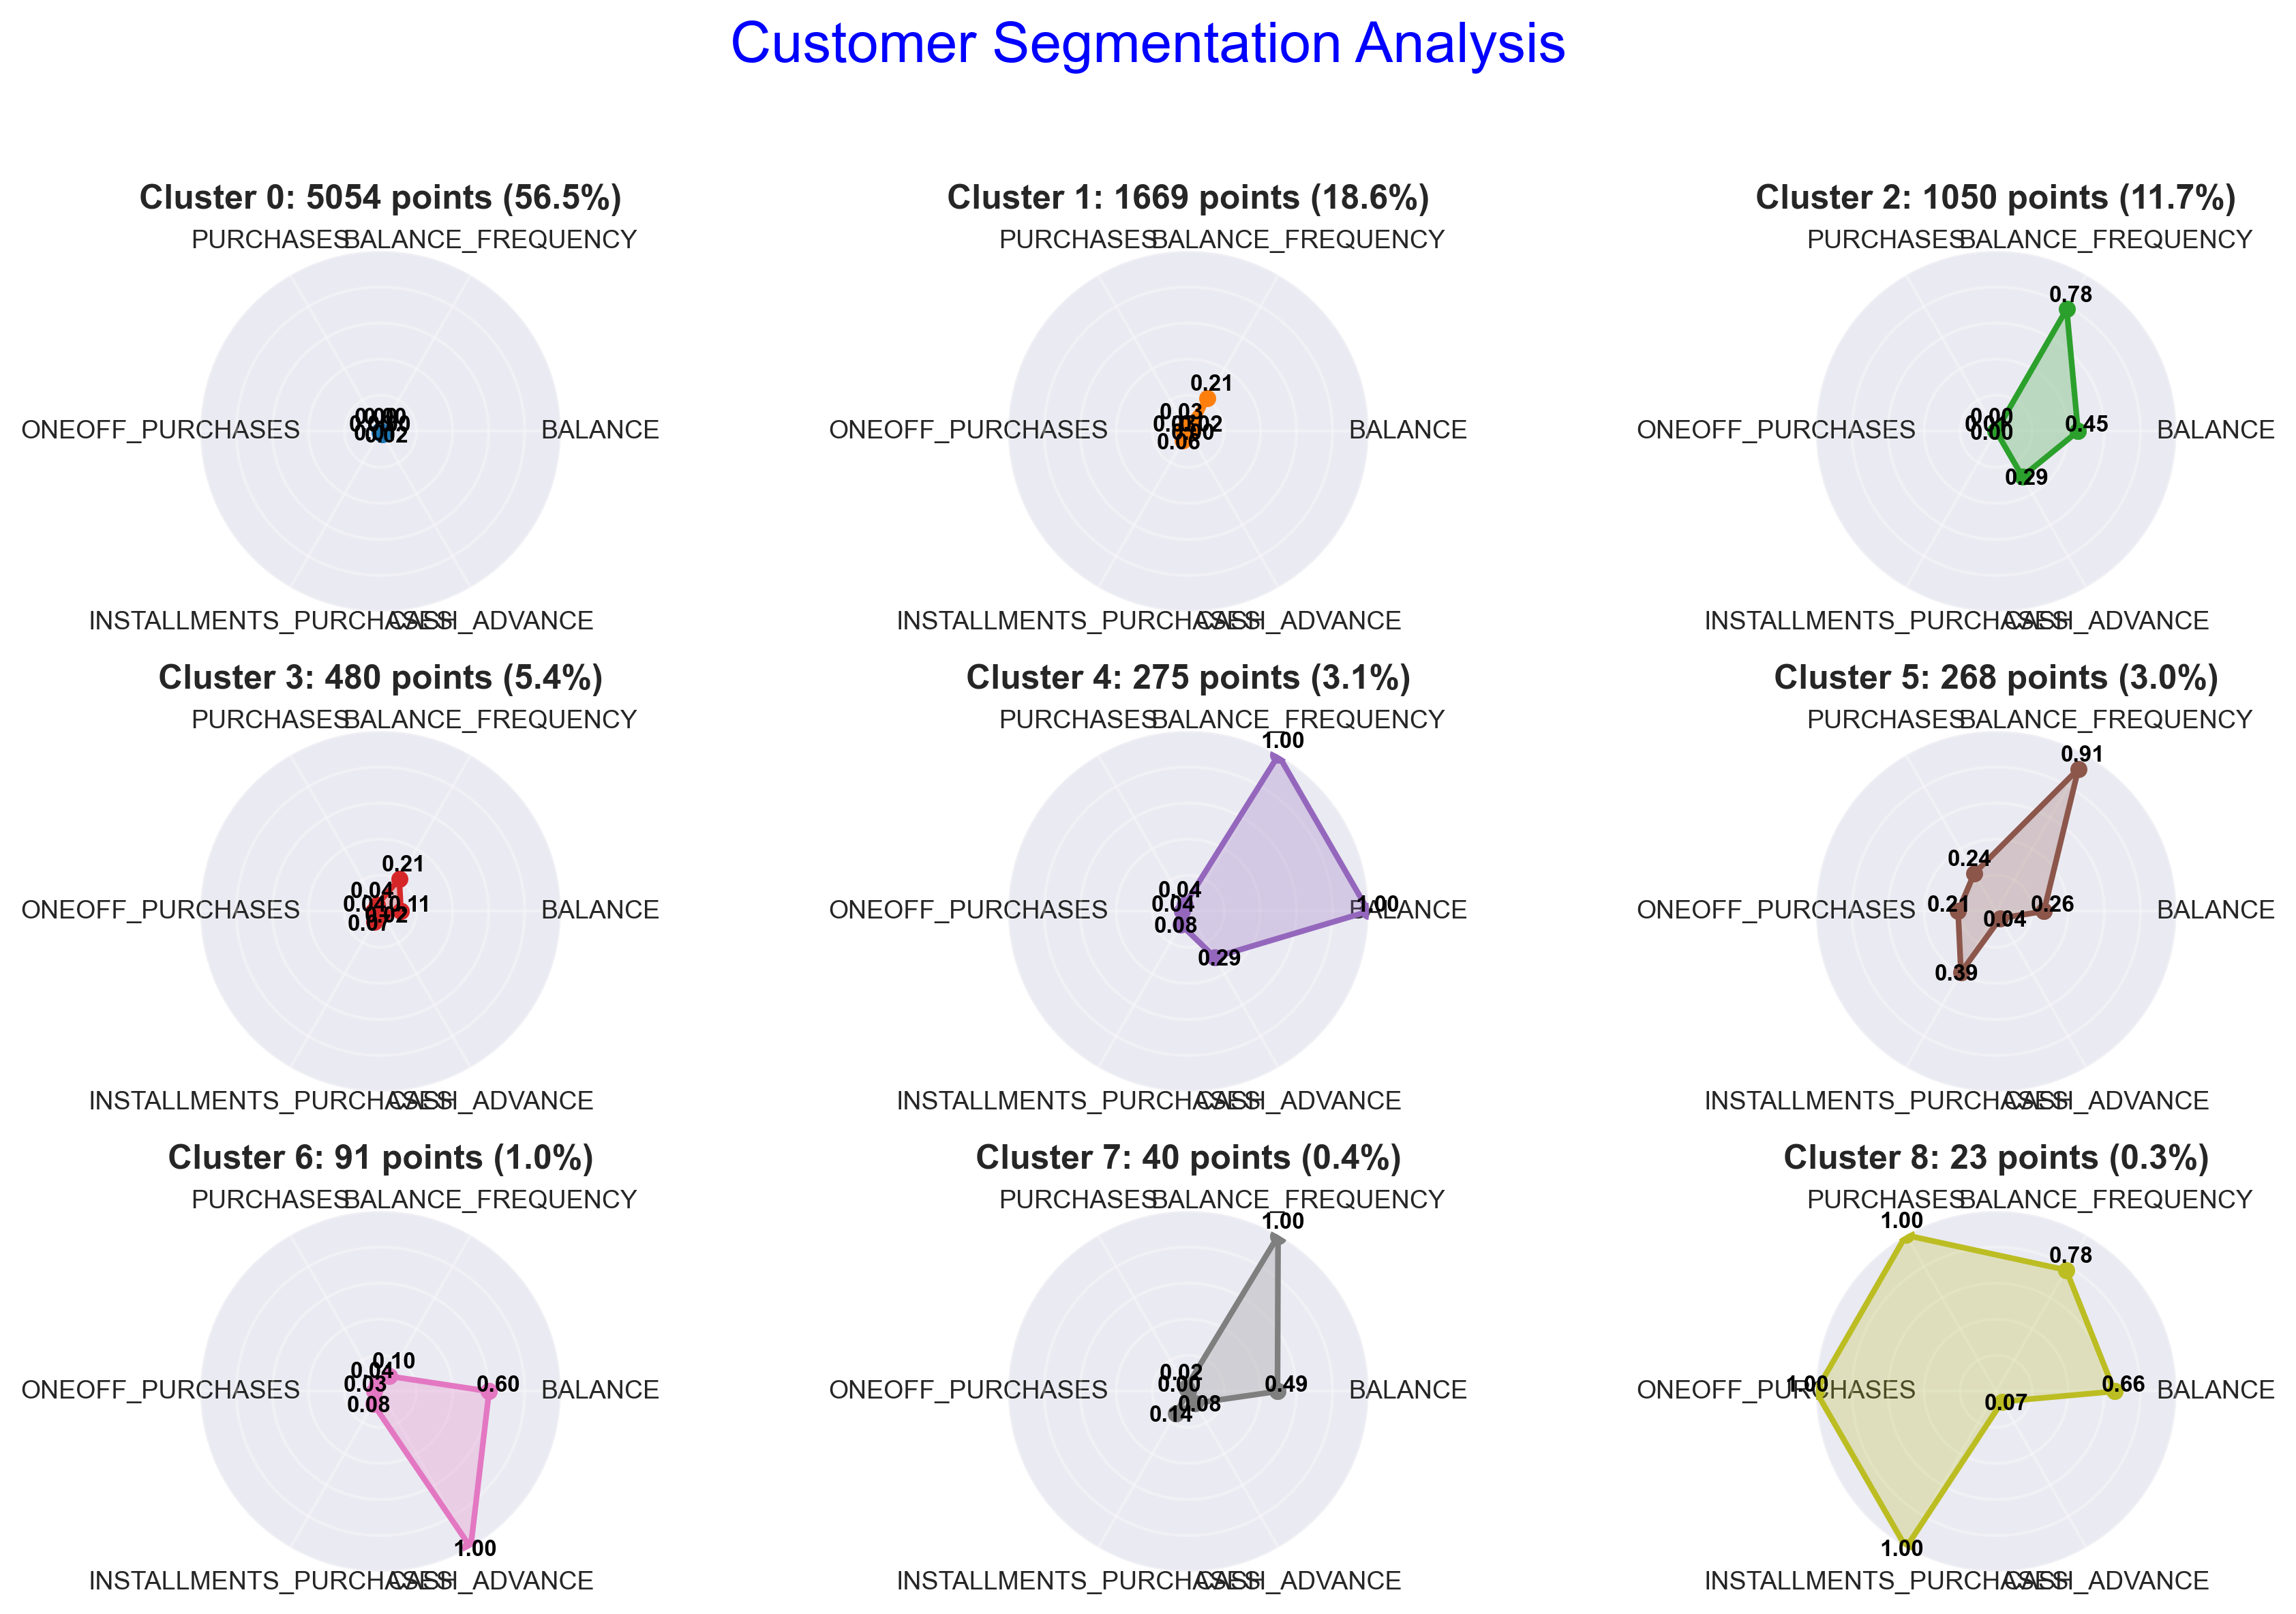 Customer Segmentation Analysis
Cluster 0: 5054 points (56.5%)
PURCHASES
BALANCE_FREQUENCY
ONEOFF_PURCHASES
BALANCE
0.02
INSTALLMENTS_PURCHASES
CASH_ADVANCE
Cluster 1: 1669 points (18.6%)
PURCHASES
BALANCE_FREQUENCY
0.21
0.03
ONEOFF_PURCHASES
BALANCE
0.06
INSTALLMENTS_PURCHASES
CASH_ADVANCE
Cluster 2: 1050 points (11.7%)
PURCHASES
BALANCE_FREQUENCY
0.78
0.00
0.45
ONEOFF_PURCHASES
BALANCE
0.00
0.29
INSTALLMENTS_PURCHASES
CASH_ADVANCE
Cluster 3: 480 points (5.4%)
PURCHASES
BALANCE_FREQUENCY
0.21
0.04
0.04
0.11
ONEOFF_PURCHASES
BALANCE
0.02
0.07
INSTALLMENTS_PURCHASES
CASH_ADVANCE
Cluster 4: 275 points (3.1%)
PURCHASES
BALANCE_FREQUENCY
1.00
0.04
0.04
1.00
ONEOFF_PURCHASES
BALANCE
0.08
0.29
INSTALLMENTS_PURCHASES
CASH_ADVANCE
Cluster 5: 268 points (3.0%)
PURCHASES
BALANCE_FREQUENCY
0.91
0.24
0.21
0.26
ONEOFF_PURCHASES
BALANCE
0.04
0.39
INSTALLMENTS_PURCHASES
CASH_ADVANCE
Cluster 6: 91 points (1.0%)
PURCHASES
BALANCE_FREQUENCY
0.10
0.04
0.03
0.60
ONEOFF_PURCHASES
BALANCE
0.08
1.00
INSTALLMENTS_PURCHASES
CASH_ADVANCE
Cluster 7: 40 points (0.4%)
PURCHASES
BALANCE_FREQUENCY
1.00
0.02
0.00
0.49
ONEOFF_PURCHASES
BALANCE
0.08
0.14
INSTALLMENTS_PURCHASES
CASH_ADVANCE
Cluster 8: 23 points (0.3%)
PURCHASES
BALANCE_FREQUENCY
1.00
0.78
1.00
0.66
ONEOFF_PURCHASES
BALANCE
0.07
1.00
INSTALLMENTS_PURCHASES
CASH_ADVANCE